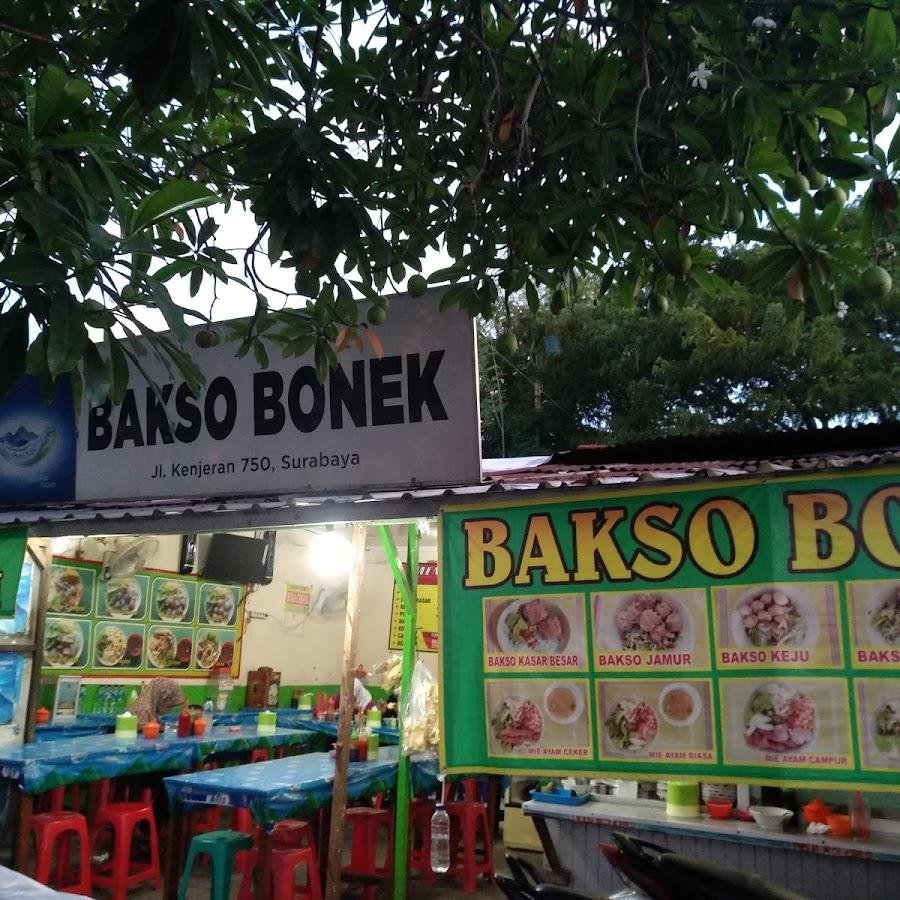 BAKSO BONEK
Jl. Kenjeran 750, Surabaya
BAKSO BO
BAKSO KASAR BESAR
BAKSO JAMUR
BAKSO KEJU
BAKS
MIE AYAM CEKER
MIE AYAM BIASA
MIE AYAM CAMPUR